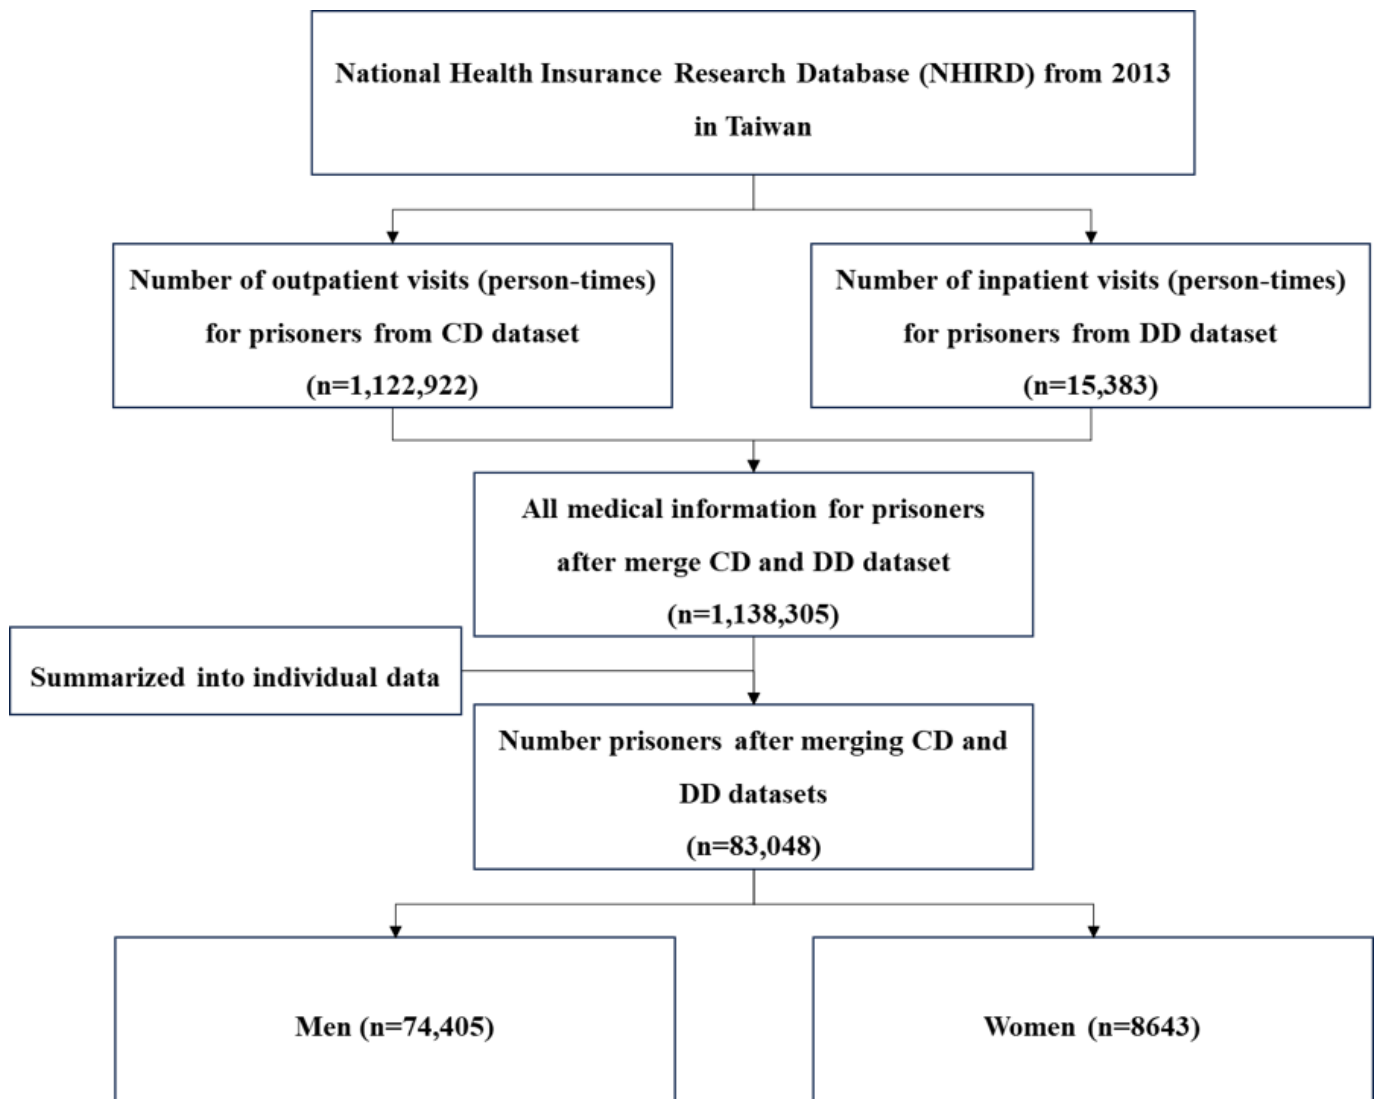 National Health Insurance Research Database (NHIRD) from 2013
in Taiwan
Number of outpatient visits (person-times)
for prisoners from CD dataset
(n=1,122,922)
Number of inpatient visits (person-times)
for prisoners from DD dataset
(n=15,383)
All medical information for prisoners
after merge CD and DD dataset
(n=1,138,305)
Summarized into individual data
Number prisoners after merging CD and
DD datasets
(n=83,048)
Men (n=74,405)
Women (n=8643)